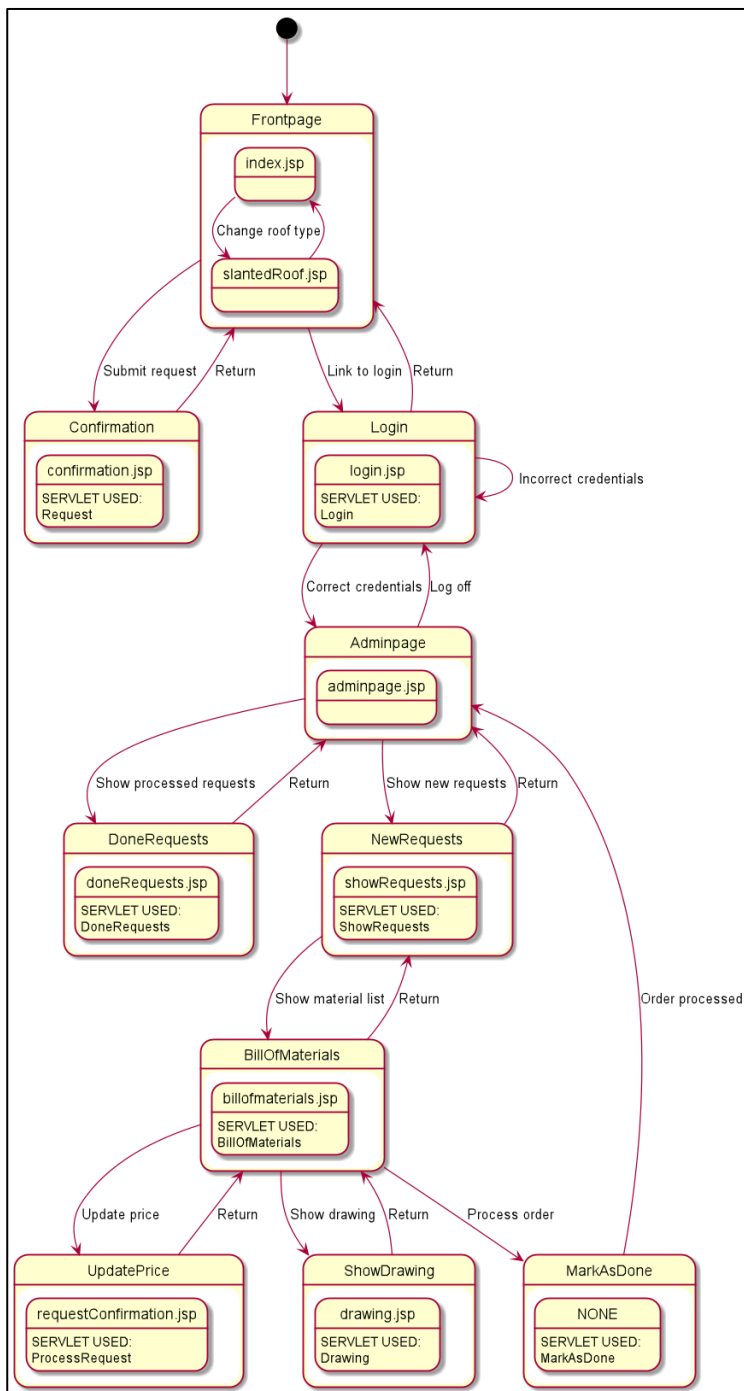 Frontpage
index.jsp
Change roof type
slantedRoof.jsp
Submit request
Return
Link to login
Return
Confirmation
confirmation.jsp
SERVLET USED:
Request
Login
login.jsp
SERVLET USED:
Login
Incorrect credentials
Correct credentials
Log off
Adminpage
adminpage.jsp
Show processed requests
Return
Show new requests
Return
DoneRequests
doneRequests.jsp
SERVLET USED:
DoneRequests
NewRequests
showRequests.jsp
SERVLET USED:
ShowRequests
Show material list
Return
Order processed
BillOfMaterials
billofmaterials.jsp
SERVLET USED:
BillOfMaterials
Update price
Return
Show drawing
Return
Process order
UpdatePrice
requestConfirmation.jsp
SERVLET USED:
ProcessRequest
ShowDrawing
drawing.jsp
SERVLET USED:
Drawing
MarkAsDone
NONE
SERVLET USED:
MarkAsDone